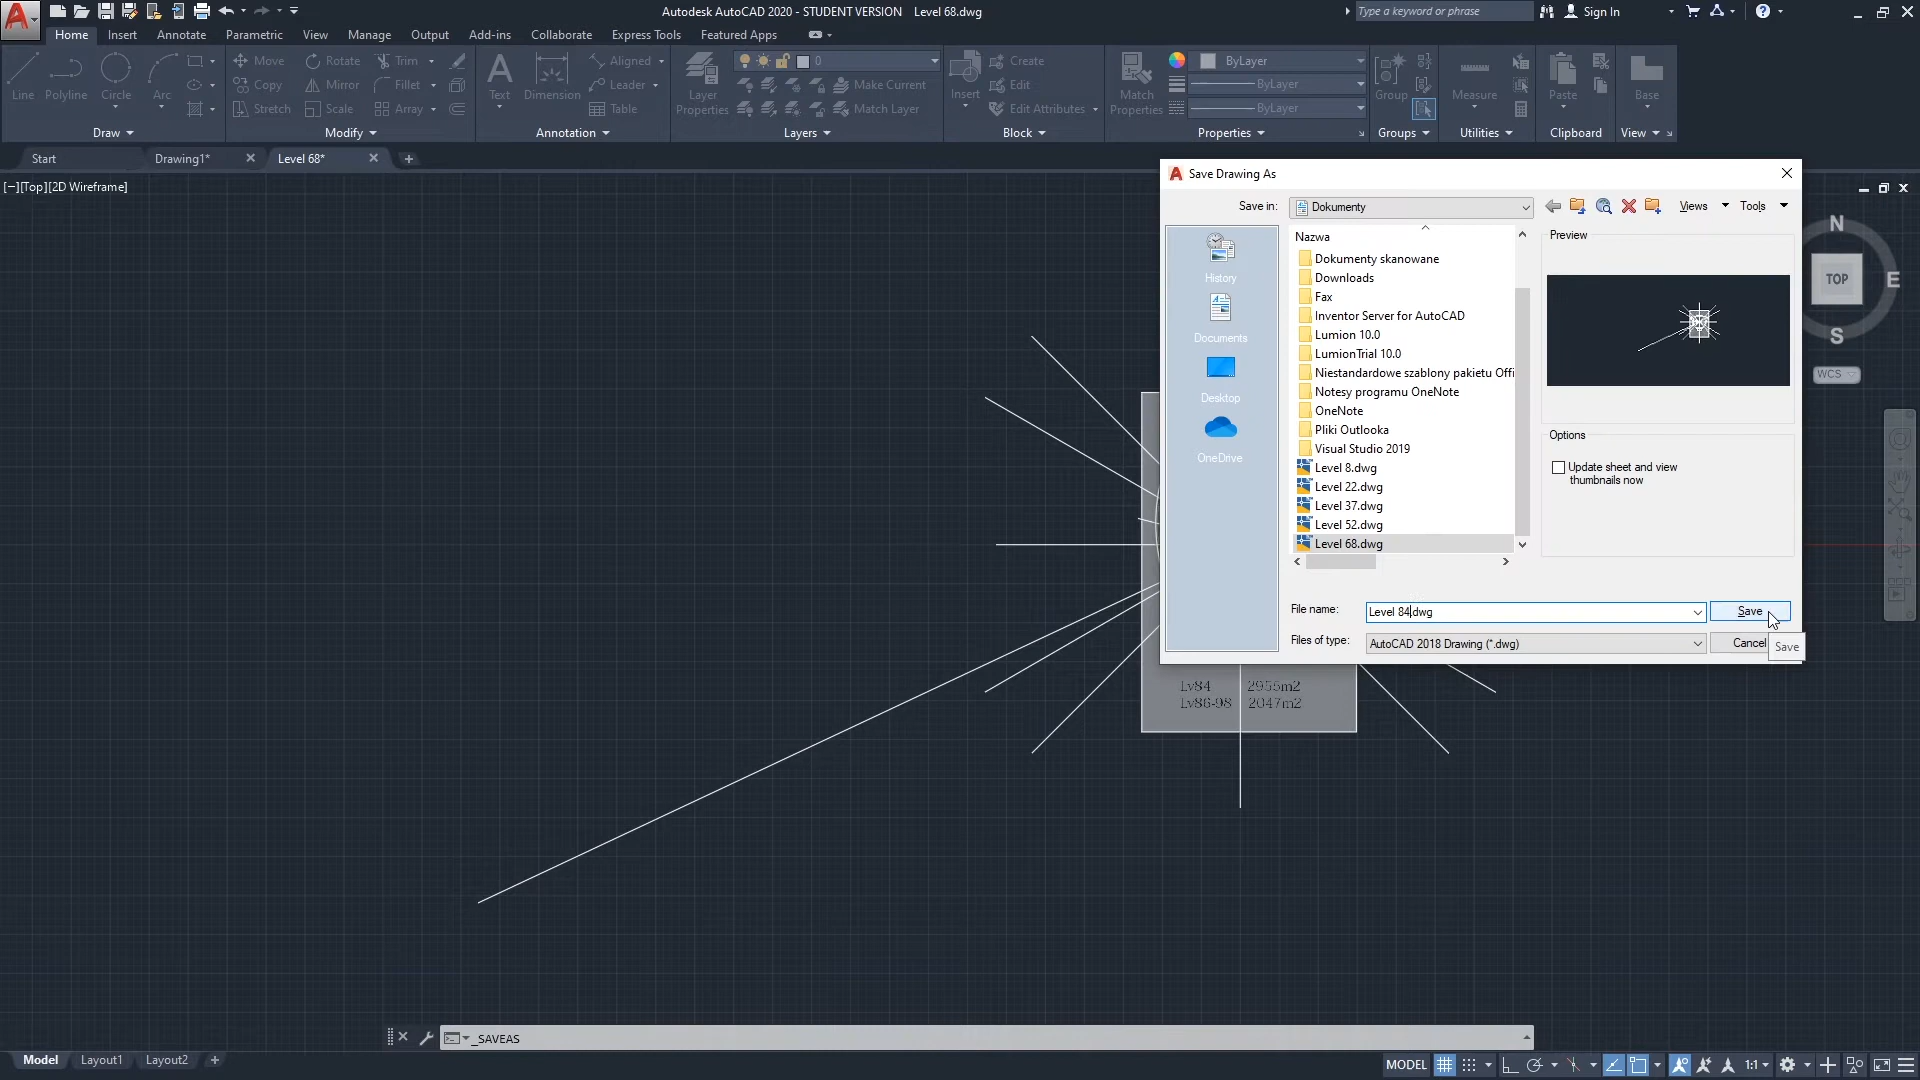 Autodesk AutoCAD 2020 - STUDENT VERSION Level 68.dwg
Type a keyword or phrase
Sign In
Home Insert Annotate Parametric View Manage Output Add-ins Collaborate Express Tools Featured Apps
Line Polyline Circle Arc
Draw
Move Rotate Trim
Copy Mirror Fillet
Stretch Scale Array
Modify
Text Dimension
Aligned
Leader
Table
Annotation
Layer Properties
0
Make Current
Match Layer
Layers
Insert
Create
Edit
Edit Attributes
Block
Match Properties
ByLayer
ByLayer
ByLayer
Properties
Group
Groups
Measure
Utilities
Paste
Clipboard
Base
View
Start Drawing1* Level 68*
[−][Top][2D Wireframe]
Save Drawing As
Save in: Dokumenty
Views Tools
History
Documents
Desktop
OneDrive
Nazwa
Dokumenty skanowane
Downloads
Fax
Inventor Server for AutoCAD
Lumion 10.0
LumionTrial 10.0
Niestandardowe szablony pakietu Offi
Notesy programu OneNote
OneNote
Pliki Outlooka
Visual Studio 2019
Level 8.dwg
Level 22.dwg
Level 37.dwg
Level 52.dwg
Level 68.dwg
Preview
Options
Update sheet and view
thumbnails now
File name: Level 84.dwg Save
Files of type: AutoCAD 2018 Drawing (*.dwg) Cancel
Save
N
TOP E
S
WCS
Lv84 2955m2
Lv86-98 2047m2
_SAVEAS
Model Layout1 Layout2
MODEL 1:1